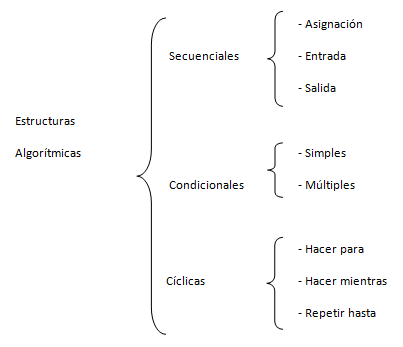 Estructuras
Algorítmicas
Secuenciales
- Asignación
- Entrada
- Salida
Condicionales
- Simples
- Múltiples
Cíclicas
- Hacer para
- Hacer mientras
- Repetir hasta